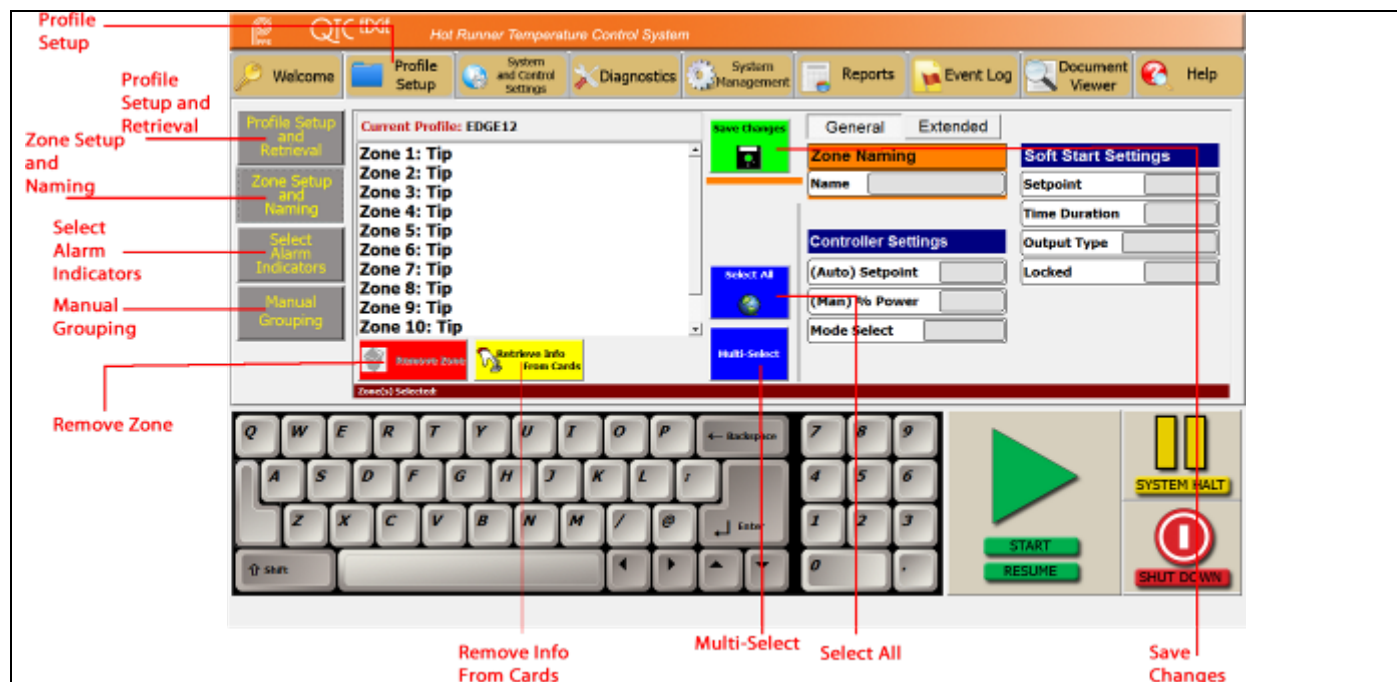 Profile
Setup
Profile
Setup and
Retrieval
Zone Setup
and
Naming
Select
Alarm
Indicators
Manual
Grouping
Remove Zone
QTC EDGE Hot Runner Temperature Control System
Welcome
Profile
Setup
System
and Control
Settings
Diagnostics
System
Management
Reports
Event Log
Document
Viewer
Help
Profile Setup
and
Retrieval
Zone Setup
and
Naming
Select
Alarm
Indicators
Manual
Grouping
Current Profile: EDGE12
Zone 1: Tip
Zone 2: Tip
Zone 3: Tip
Zone 4: Tip
Zone 5: Tip
Zone 6: Tip
Zone 7: Tip
Zone 8: Tip
Zone 9: Tip
Zone 10: Tip
Remove Zone
Retrieve Info
From Cards
Zone(s) Selected:
Save Changes
Select All
Multi-Select
General Extended
Zone Naming
Name
Controller Settings
(Auto) Setpoint
(Man) % Power
Mode Select
Soft Start Settings
Setpoint
Time Duration
Output Type
Locked
Q W E R T Y U I O P ← Backspace 7 8 9
A S D F G H J K L : 4 5 6
Z X C V B N M / @ Enter 1 2 3
⇧ Shift 0 .
START
RESUME
SYSTEM HALT
SHUT DOWN
Remove Info
From Cards
Multi-Select
Select All
Save
Changes